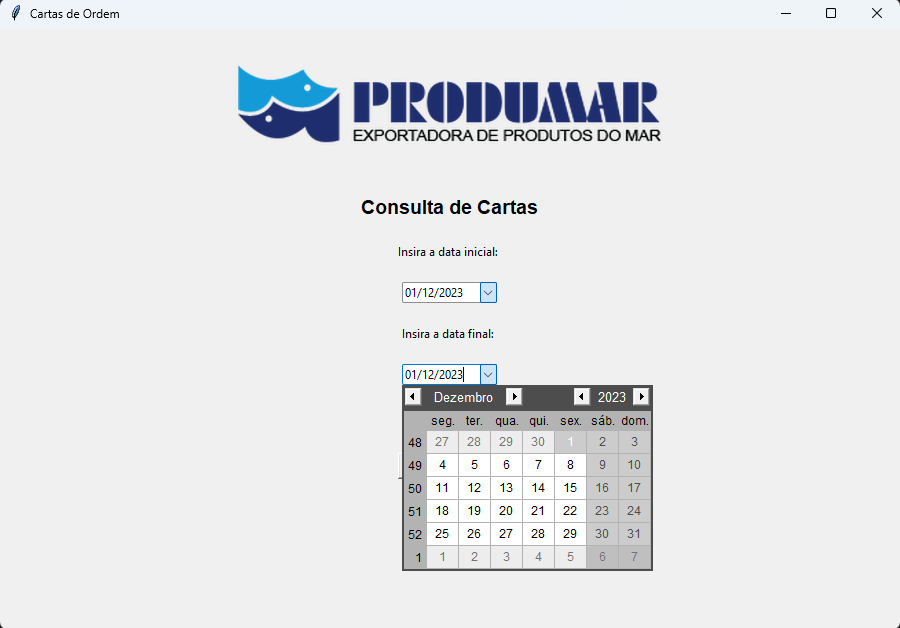 Cartas de Ordem
PRODUMAR
EXPORTADORA DE PRODUTOS DO MAR
Consulta de Cartas
Insira a data inicial:
01/12/2023
Insira a data final:
01/12/2023
Dezembro 2023
seg. ter. qua. qui. sex. sáb. dom.
48 27 28 29 30 1 2 3
49 4 5 6 7 8 9 10
50 11 12 13 14 15 16 17
51 18 19 20 21 22 23 24
52 25 26 27 28 29 30 31
1 1 2 3 4 5 6 7